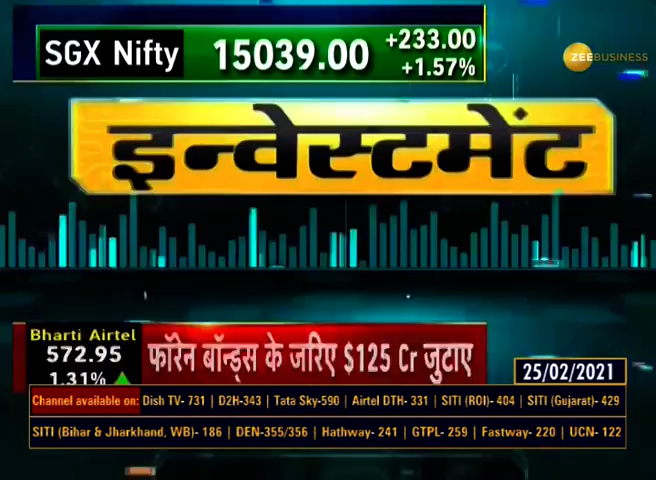 SGX Nifty 15039.00 +233.00
+1.57%
ZEEBUSINESS
इन्वेस्टमेंट
Bharti Airtel
572.95
1.31%
फॉरेन बॉन्ड्स के जरिए $125 Cr जुटाए
25/02/2021
Channel available on: Dish TV- 731 | D2H-343 | Tata Sky-590 | Airtel DTH- 331 | SITI (ROI)- 404 | SITI (Gujarat)- 429
SITI (Bihar & Jharkhand, WB)- 186 | DEN-355/356 | Hathway- 241 | GTPL- 259 | Fastway- 220 | UCN- 122